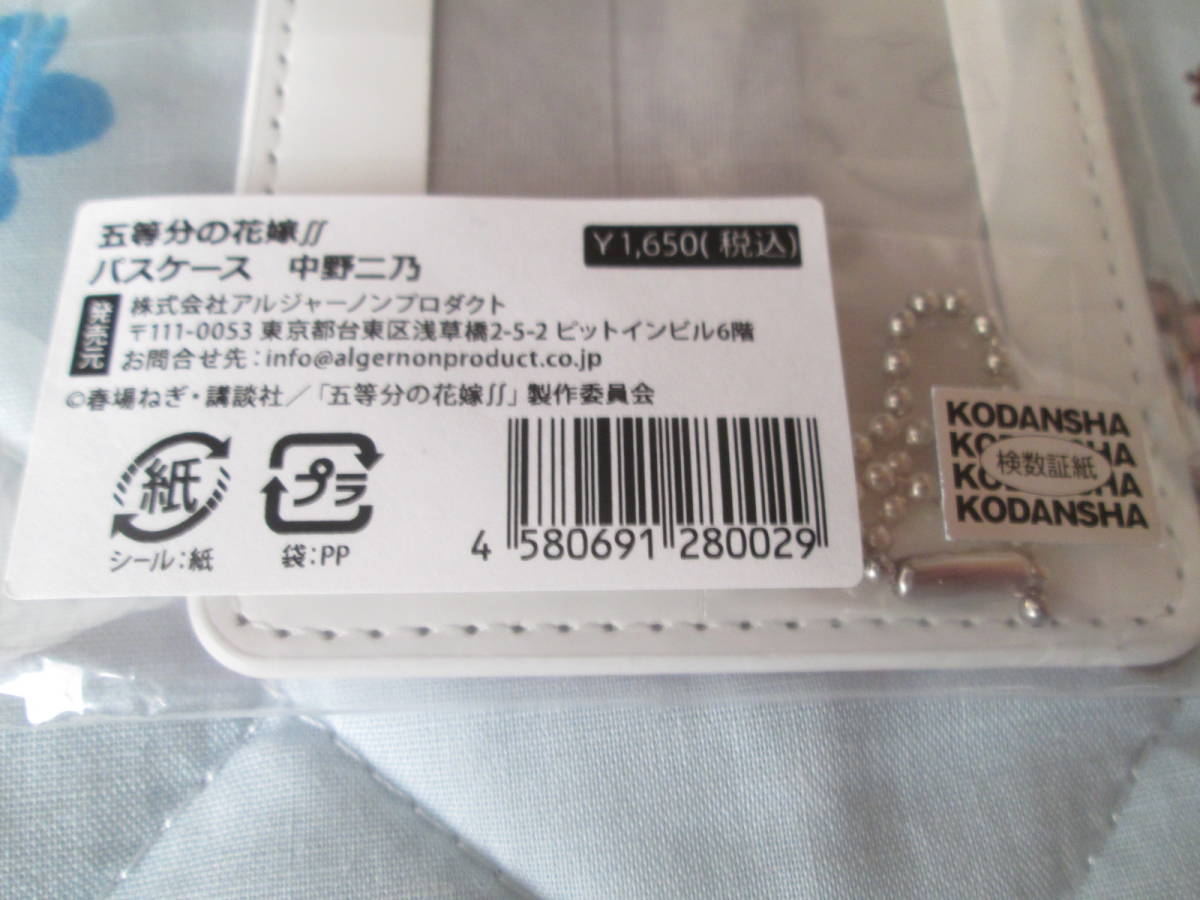 五等分の花嫁∬
パスケース　中野二乃
¥1,650(税込)
発売元
株式会社アルジャーノンプロダクト
〒111-0053 東京都台東区浅草橋2-5-2 ビットインビル6階
お問合せ先：info@algernonproduct.co.jp
©春場ねぎ・講談社／「五等分の花嫁∬」製作委員会
紙
シール：紙
プラ
袋：PP
4 580691 280029
KODANSHA
検数証紙
KODANSHA